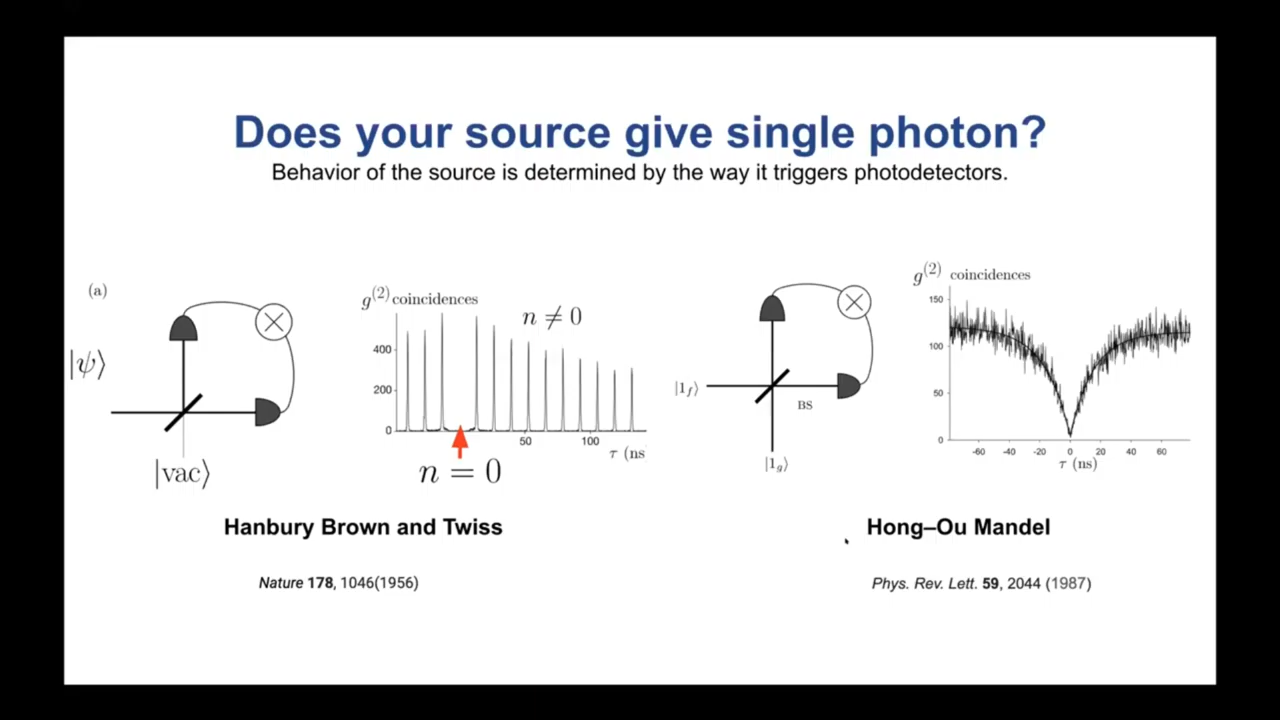 Does your source give single photon?
Behavior of the source is determined by the way it triggers photodetectors.
(a)
|ψ⟩
|vac⟩
g(2) coincidences
n ≠ 0
400
200
0
50
100
τ (ns
n = 0
Hanbury Brown and Twiss
Nature 178, 1046(1956)
|1f⟩
BS
|1g⟩
g(2) coincidences
150
100
50
0
-60 -40 -20 0 20 40 60
τ (ns)
Hong–Ou Mandel
Phys. Rev. Lett. 59, 2044 (1987)